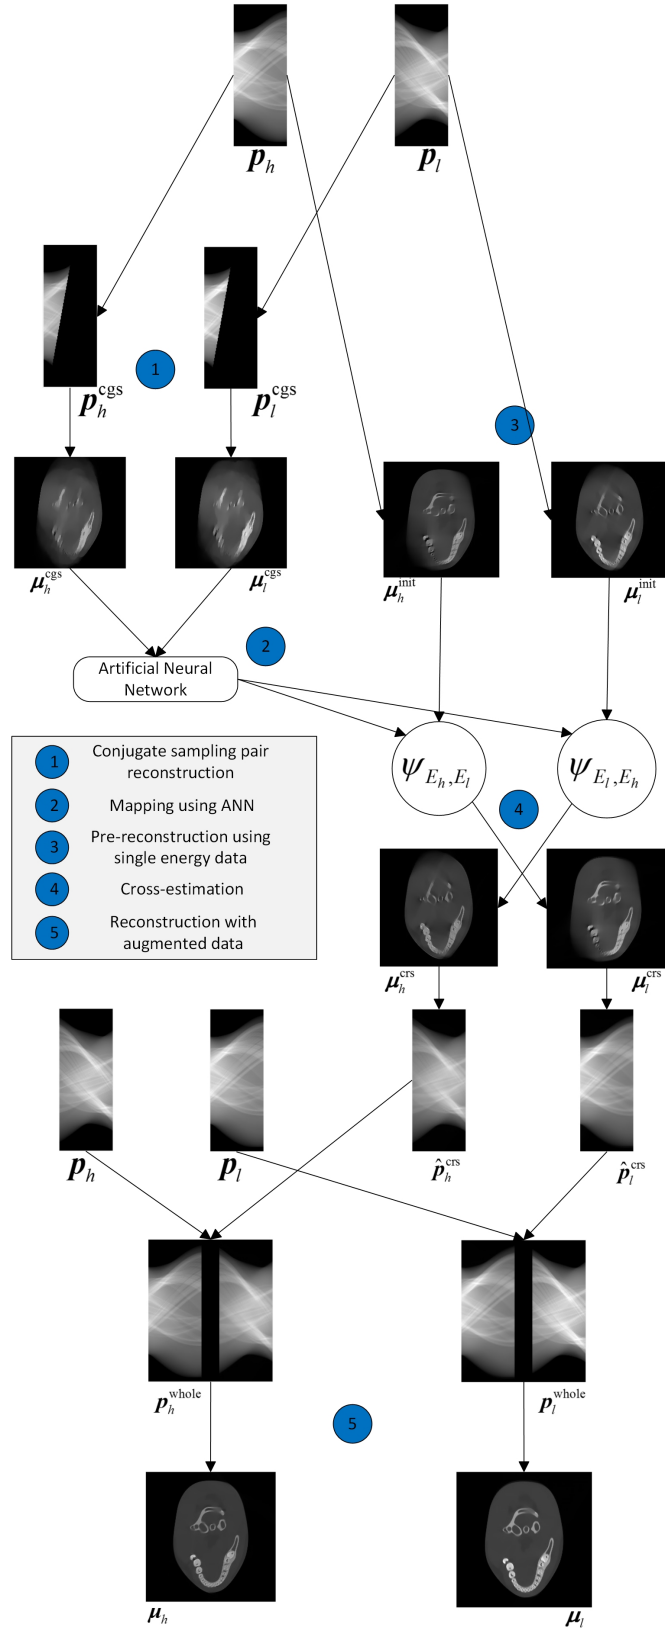 p_h
p_l
1
p_h^cgs
p_l^cgs
3
μ_h^cgs
μ_l^cgs
μ_h^init
μ_l^init
2
Artificial Neural
Network
1
Conjugate sampling pair
reconstruction
2
Mapping using ANN
3
Pre-reconstruction using
single energy data
4
Cross-estimation
5
Reconstruction with
augmented data
ψ_{E_h, E_l}
ψ_{E_l, E_h}
4
μ_h^crs
μ_l^crs
p_h
p_l
p̂_h^crs
p̂_l^crs
p_h^whole
p_l^whole
5
μ_h
μ_l